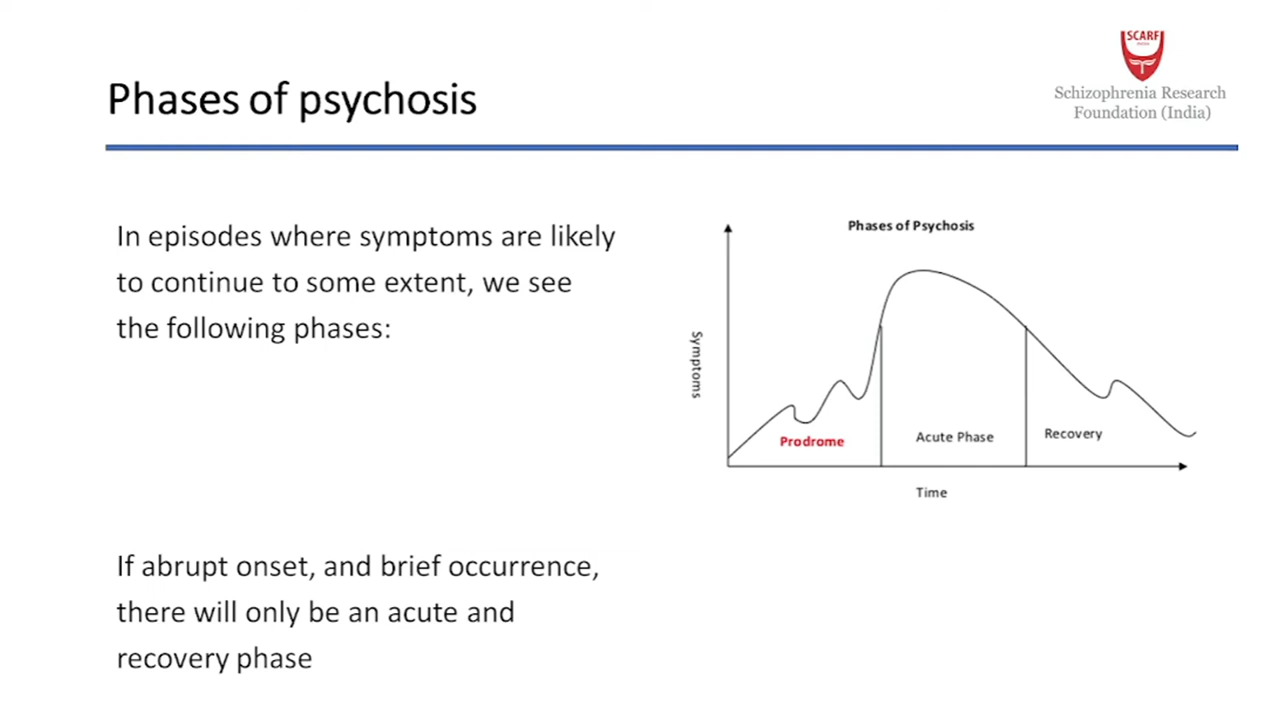 SCARF
Schizophrenia Research
Foundation (India)
Phases of psychosis
In episodes where symptoms are likely
to continue to some extent, we see
the following phases:
If abrupt onset, and brief occurrence,
there will only be an acute and
recovery phase
Phases of Psychosis
Symptoms
Prodrome
Acute Phase
Recovery
Time